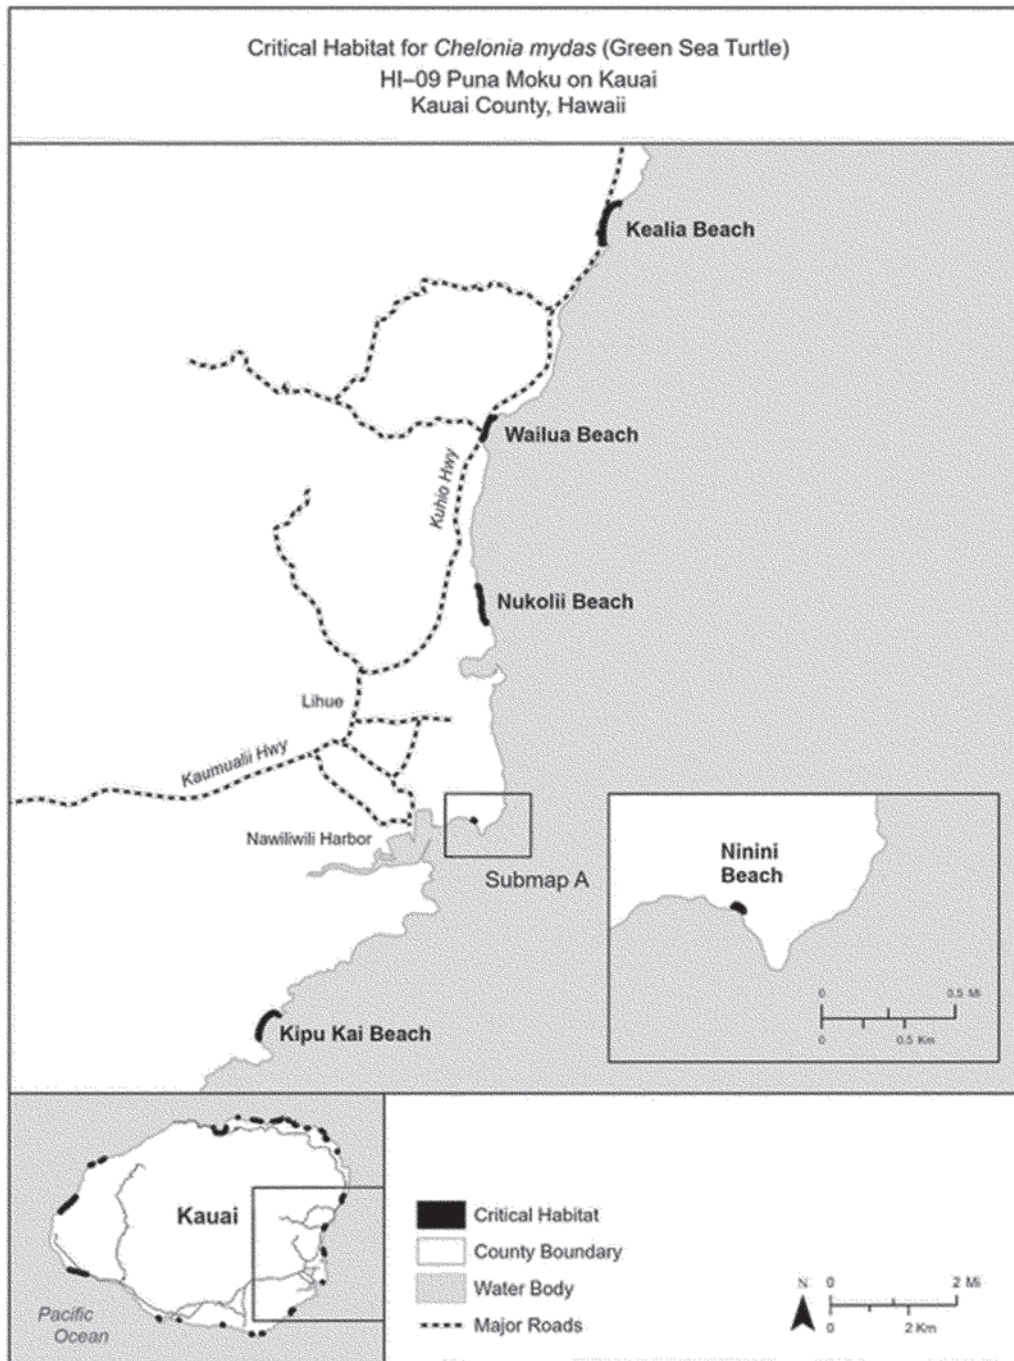 Critical Habitat for Chelonia mydas (Green Sea Turtle)
HI–09 Puna Moku on Kauai
Kauai County, Hawaii
Kealia Beach
Wailua Beach
Kuhio Hwy
Nukolii Beach
Lihue
Kaumualii Hwy
Nawiliwili Harbor
Submap A
Ninini
Beach
0 0.5 Mi
0 0.5 Km
Kipu Kai Beach
Kauai
Pacific
Ocean
Critical Habitat
County Boundary
Water Body
Major Roads
N
0 2 Mi
0 2 Km